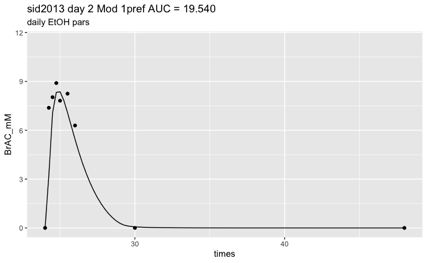 sid2013 day 2 Mod 1pref AUC = 19.540
daily EtOH pars
12
9
6
3
0
BrAC_mM
30
40
times